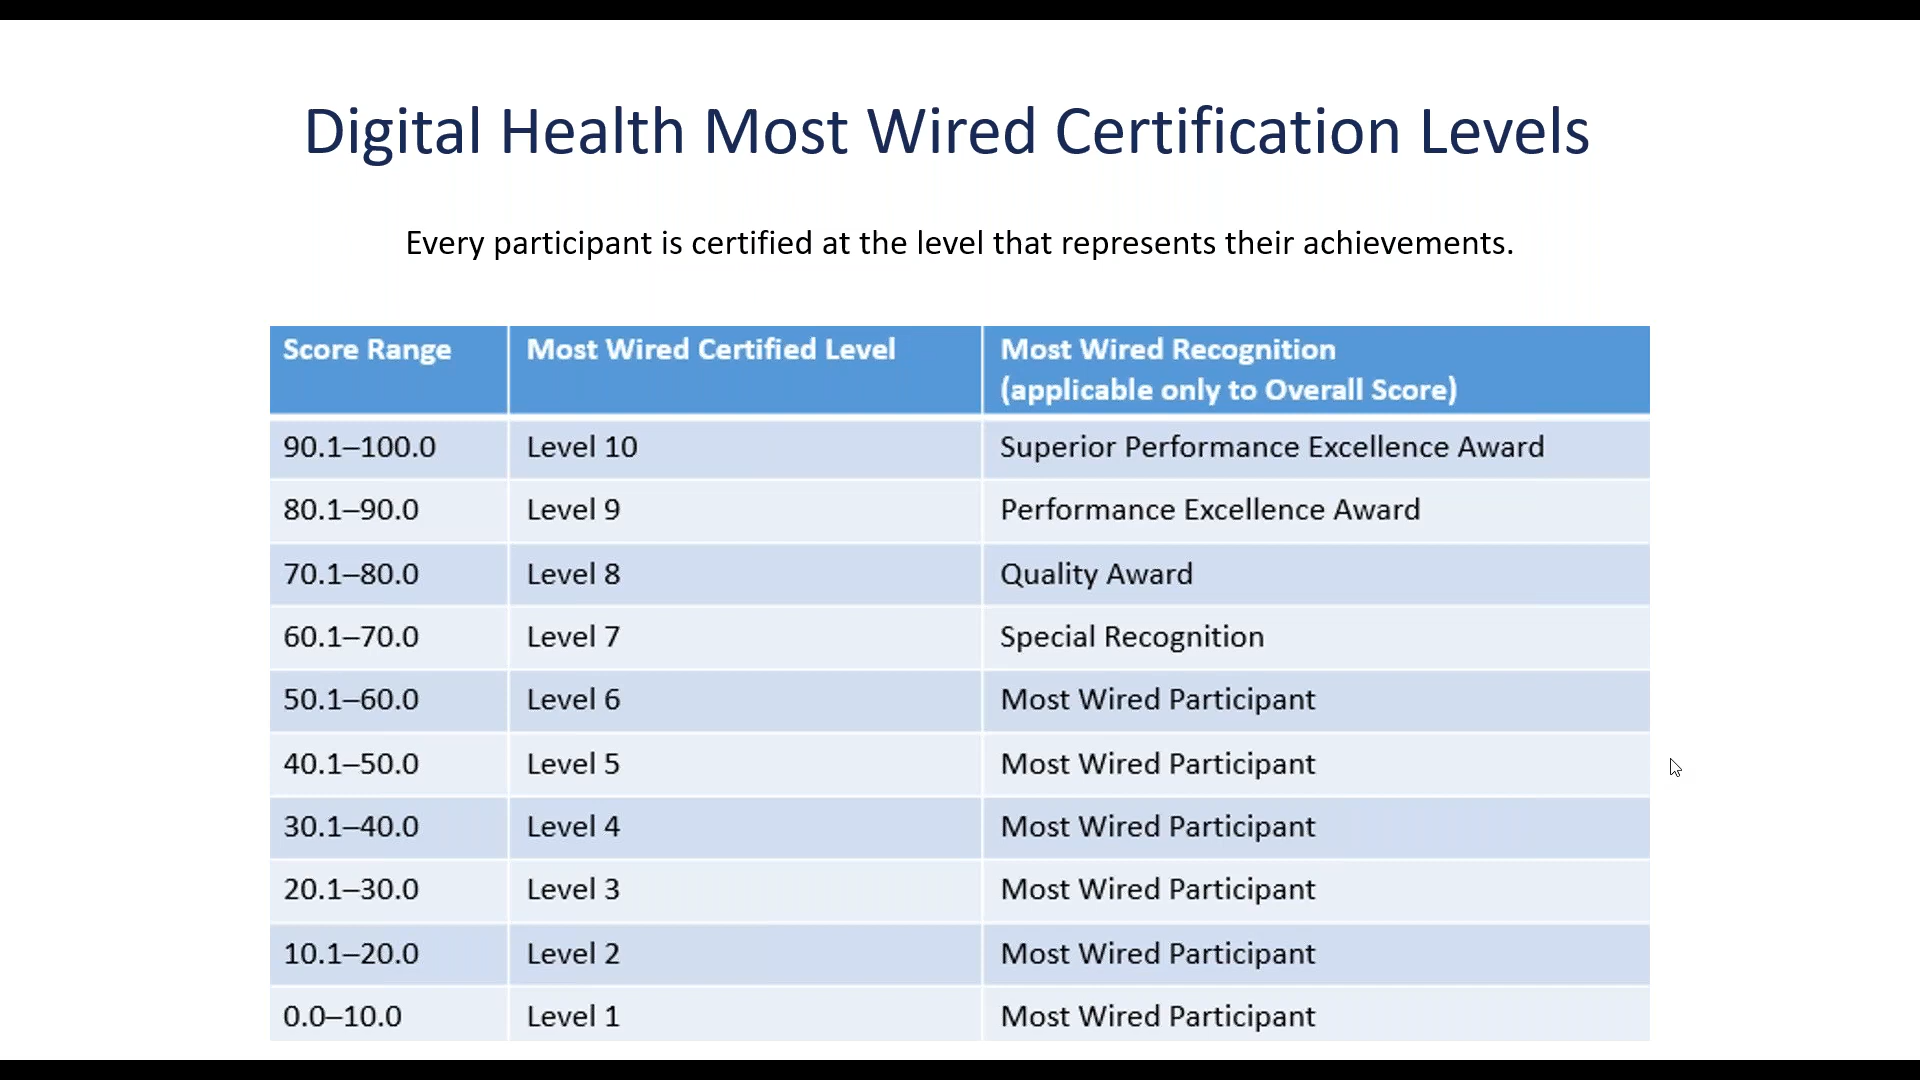 Digital Health Most Wired Certification Levels
Every participant is certified at the level that represents their achievements.
Score Range Most Wired Certified Level Most Wired Recognition
(applicable only to Overall Score)
90.1–100.0 Level 10 Superior Performance Excellence Award
80.1–90.0 Level 9 Performance Excellence Award
70.1–80.0 Level 8 Quality Award
60.1–70.0 Level 7 Special Recognition
50.1–60.0 Level 6 Most Wired Participant
40.1–50.0 Level 5 Most Wired Participant
30.1–40.0 Level 4 Most Wired Participant
20.1–30.0 Level 3 Most Wired Participant
10.1–20.0 Level 2 Most Wired Participant
0.0–10.0 Level 1 Most Wired Participant